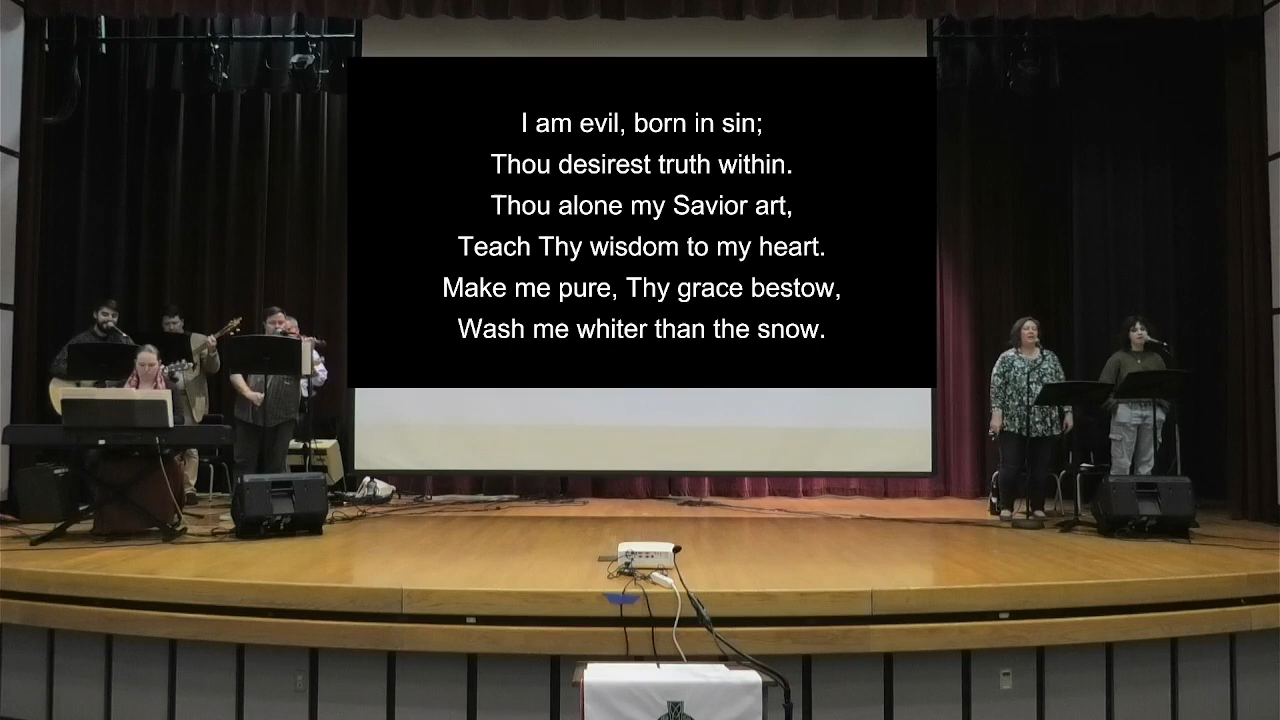 I am evil, born in sin;
Thou desirest truth within.
Thou alone my Savior art,
Teach Thy wisdom to my heart.
Make me pure, Thy grace bestow,
Wash me whiter than the snow.